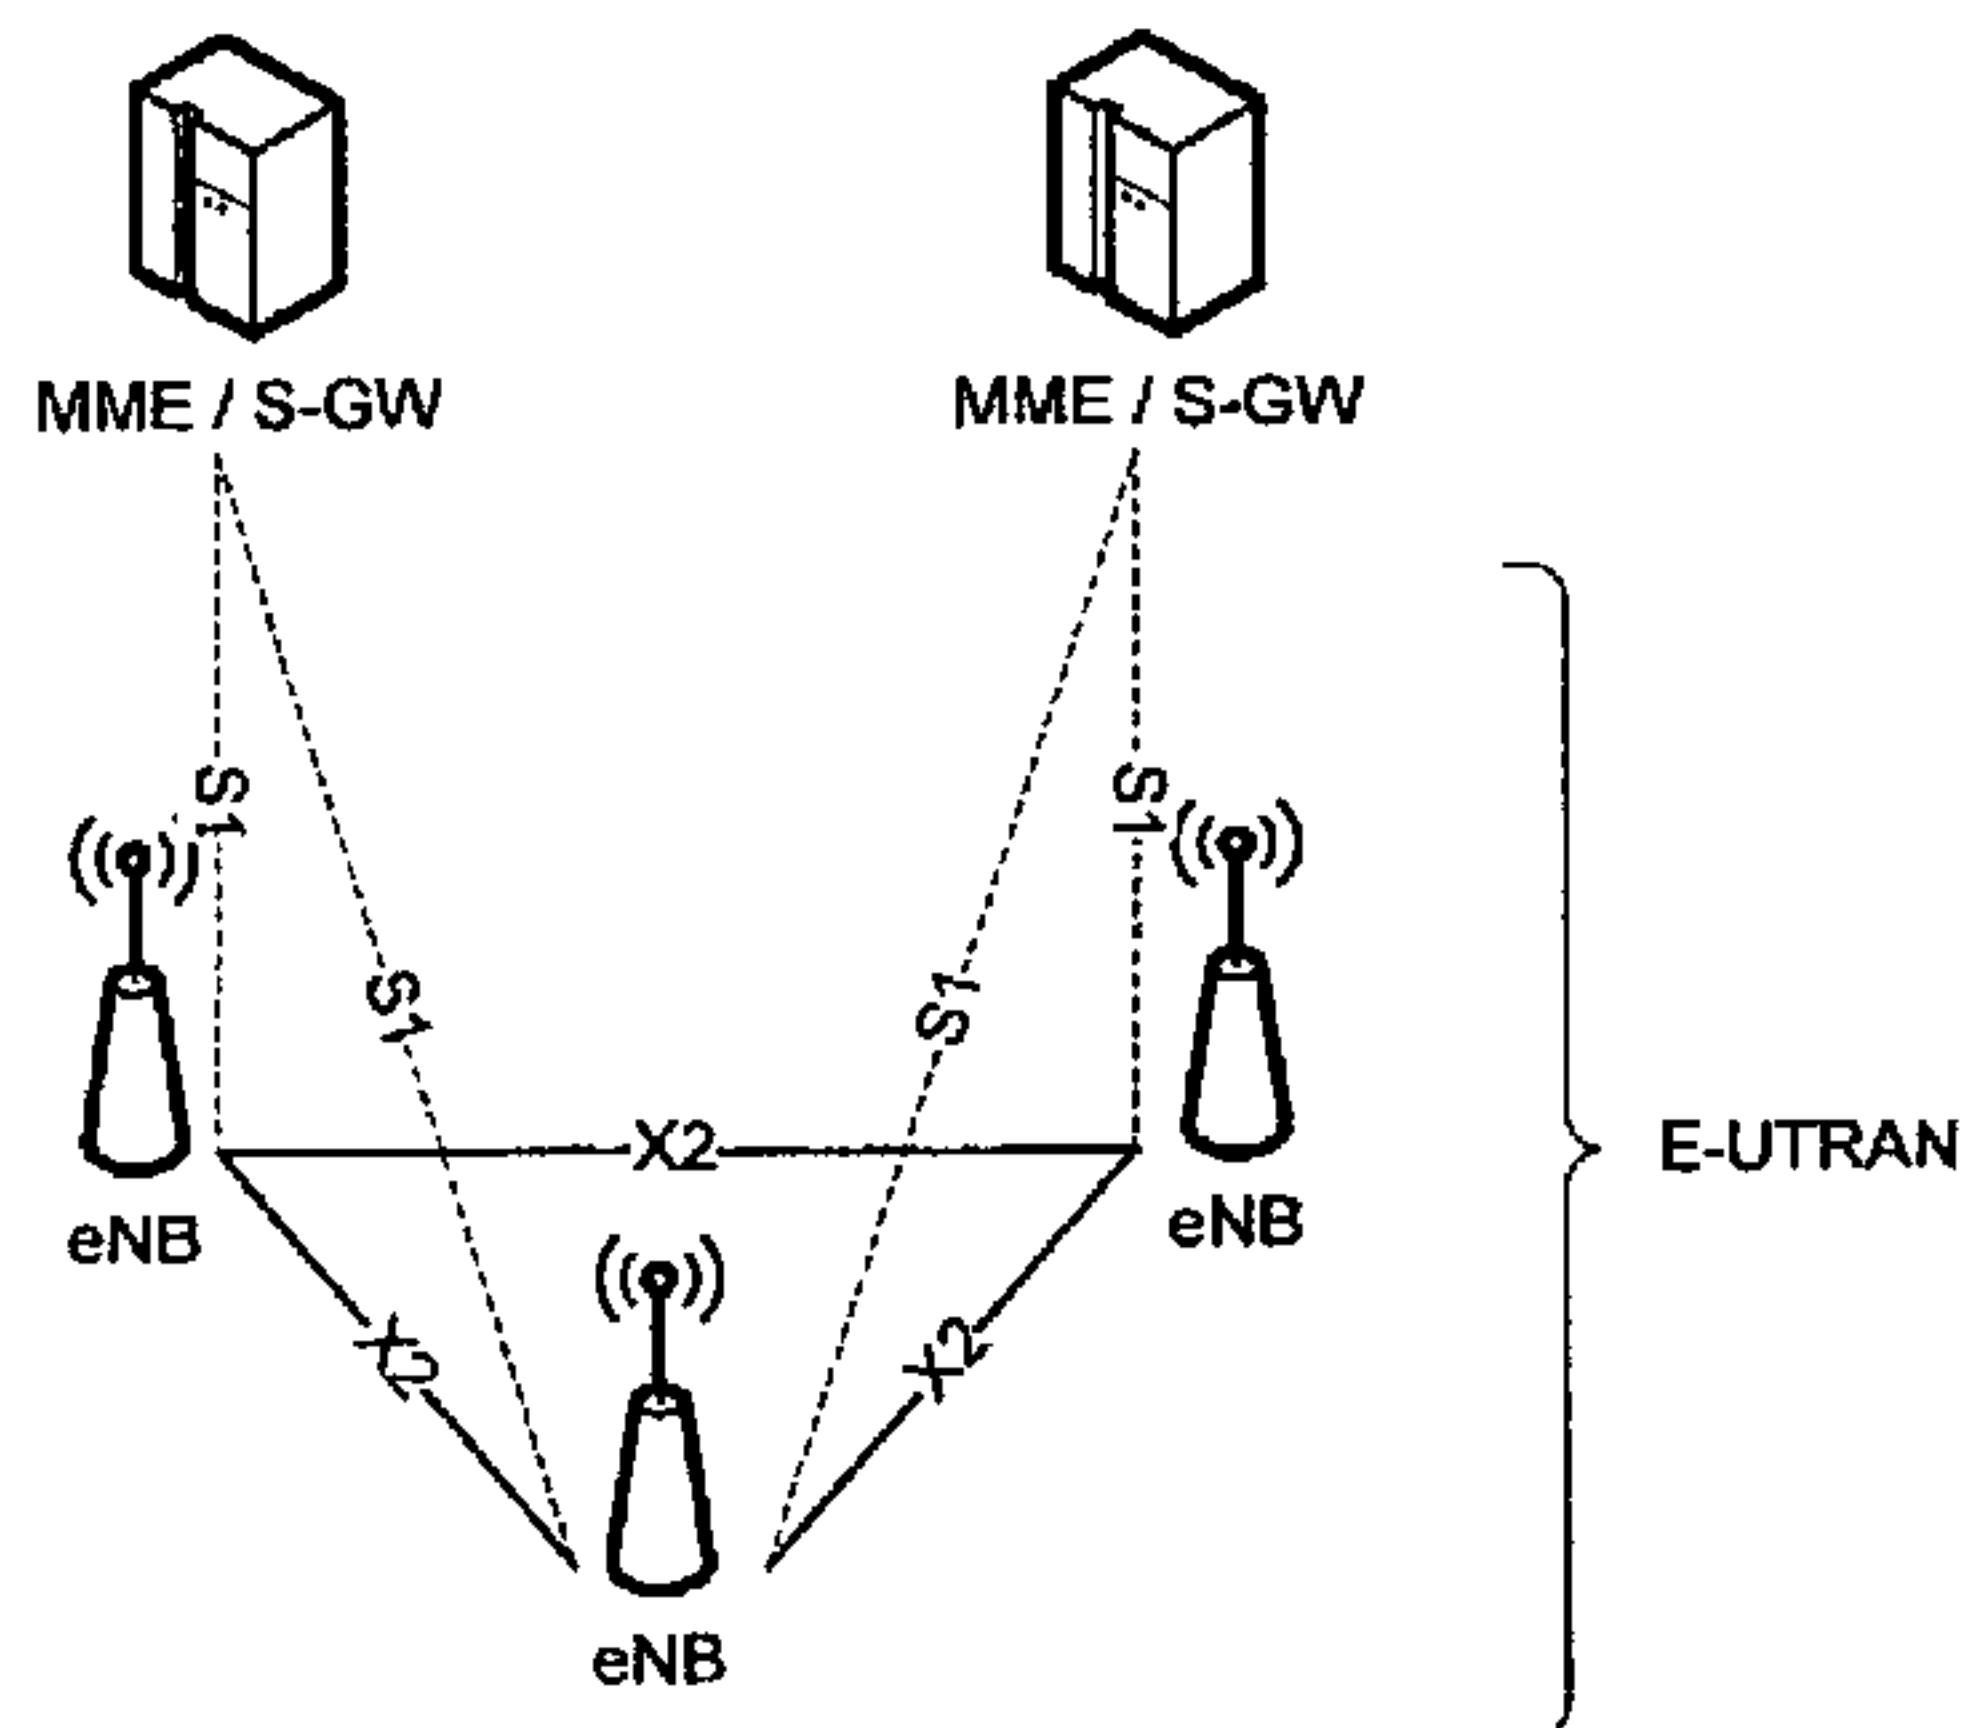 MME / S-GW
MME / S-GW
S1
S1
S1
S1
X2
E-UTRAN
eNB
eNB
X2
X2
eNB